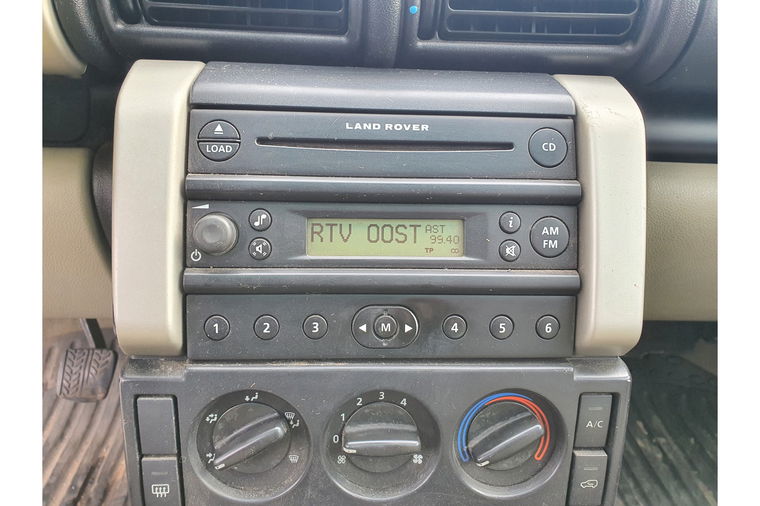 LAND ROVER
LOAD
CD
RTV OOST AST
99.40
TP
i
AM
FM
1
2
3
M
4
5
6
0
1
2
3
4
A/C